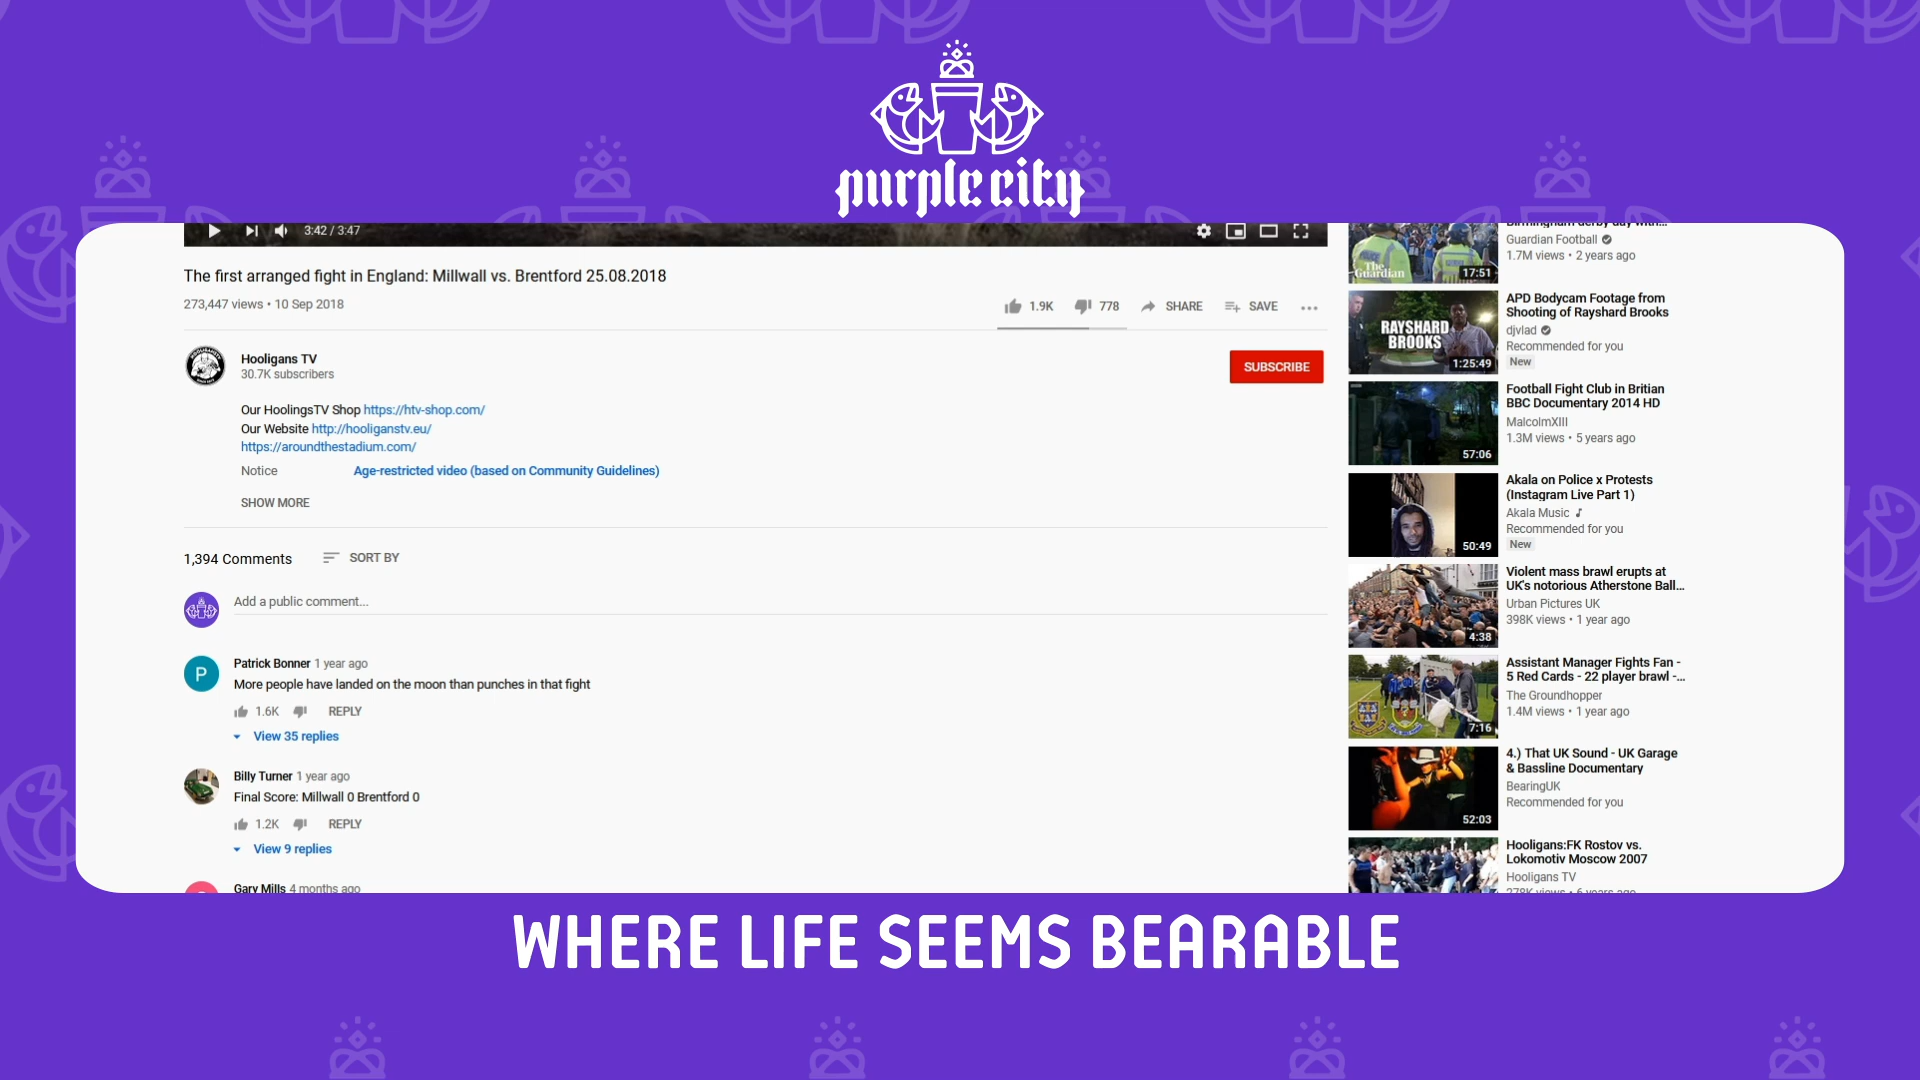 purple city
3:42 / 3:47
The first arranged fight in England: Millwall vs. Brentford 25.08.2018
273,447 views • 10 Sep 2018
1.9K
778
SHARE
SAVE
Hooligans TV
30.7K subscribers
SUBSCRIBE
Our HoolingsTV Shop https://htv-shop.com/
Our Website http://hooliganstv.eu/
https://aroundthestadium.com/
Notice
Age-restricted video (based on Community Guidelines)
SHOW MORE
1,394 Comments
SORT BY
Add a public comment...
P
Patrick Bonner 1 year ago
More people have landed on the moon than punches in that fight
1.6K
REPLY
View 35 replies
Billy Turner 1 year ago
Final Score: Millwall 0 Brentford 0
1.2K
REPLY
View 9 replies
Gary Mills 4 months ago
Birmingham derby day with...
Guardian Football
1.7M views • 2 years ago
The Guardian
17:51
APD Bodycam Footage from
Shooting of Rayshard Brooks
djvlad
Recommended for you
New
RAYSHARD
BROOKS
1:25:49
Football Fight Club in Britian
BBC Documentary 2014 HD
MalcolmXIII
1.3M views • 5 years ago
57:06
Akala on Police x Protests
(Instagram Live Part 1)
Akala Music
Recommended for you
New
50:49
Violent mass brawl erupts at
UK's notorious Atherstone Ball...
Urban Pictures UK
398K views • 1 year ago
4:38
Assistant Manager Fights Fan -
5 Red Cards - 22 player brawl -...
The Groundhopper
1.4M views • 1 year ago
7:16
4.) That UK Sound - UK Garage
& Bassline Documentary
BearingUK
Recommended for you
52:03
Hooligans:FK Rostov vs.
Lokomotiv Moscow 2007
Hooligans TV
278K views • 6 years ago
WHERE LIFE SEEMS BEARABLE